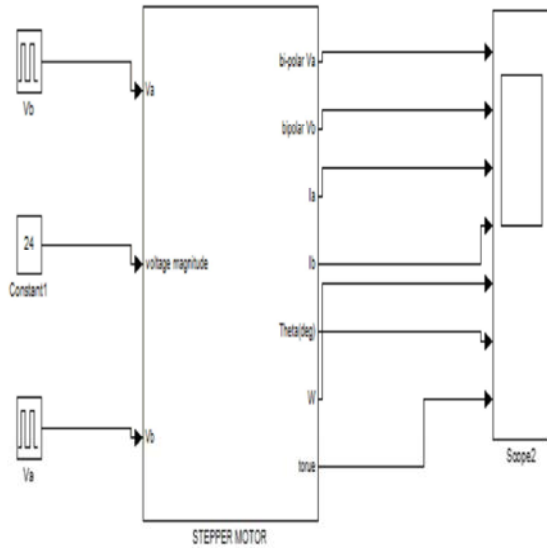 Vb
24
Constant1
Va
Va
voltage magnitude
Vb
bi-polar Va
bipolar Vb
Ia
Ib
Theta(deg)
W
torue
STEPPER MOTOR
Scope2